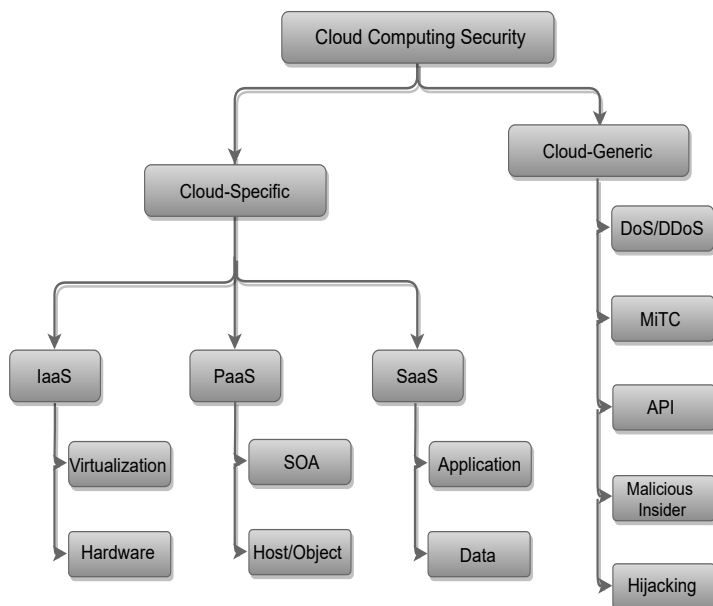 Cloud Computing Security
Cloud-Specific
Cloud-Generic
IaaS
Virtualization
Hardware
PaaS
SOA
Host/Object
SaaS
Application
Data
DoS/DDoS
MiTC
API
Malicious
Insider
Hijacking